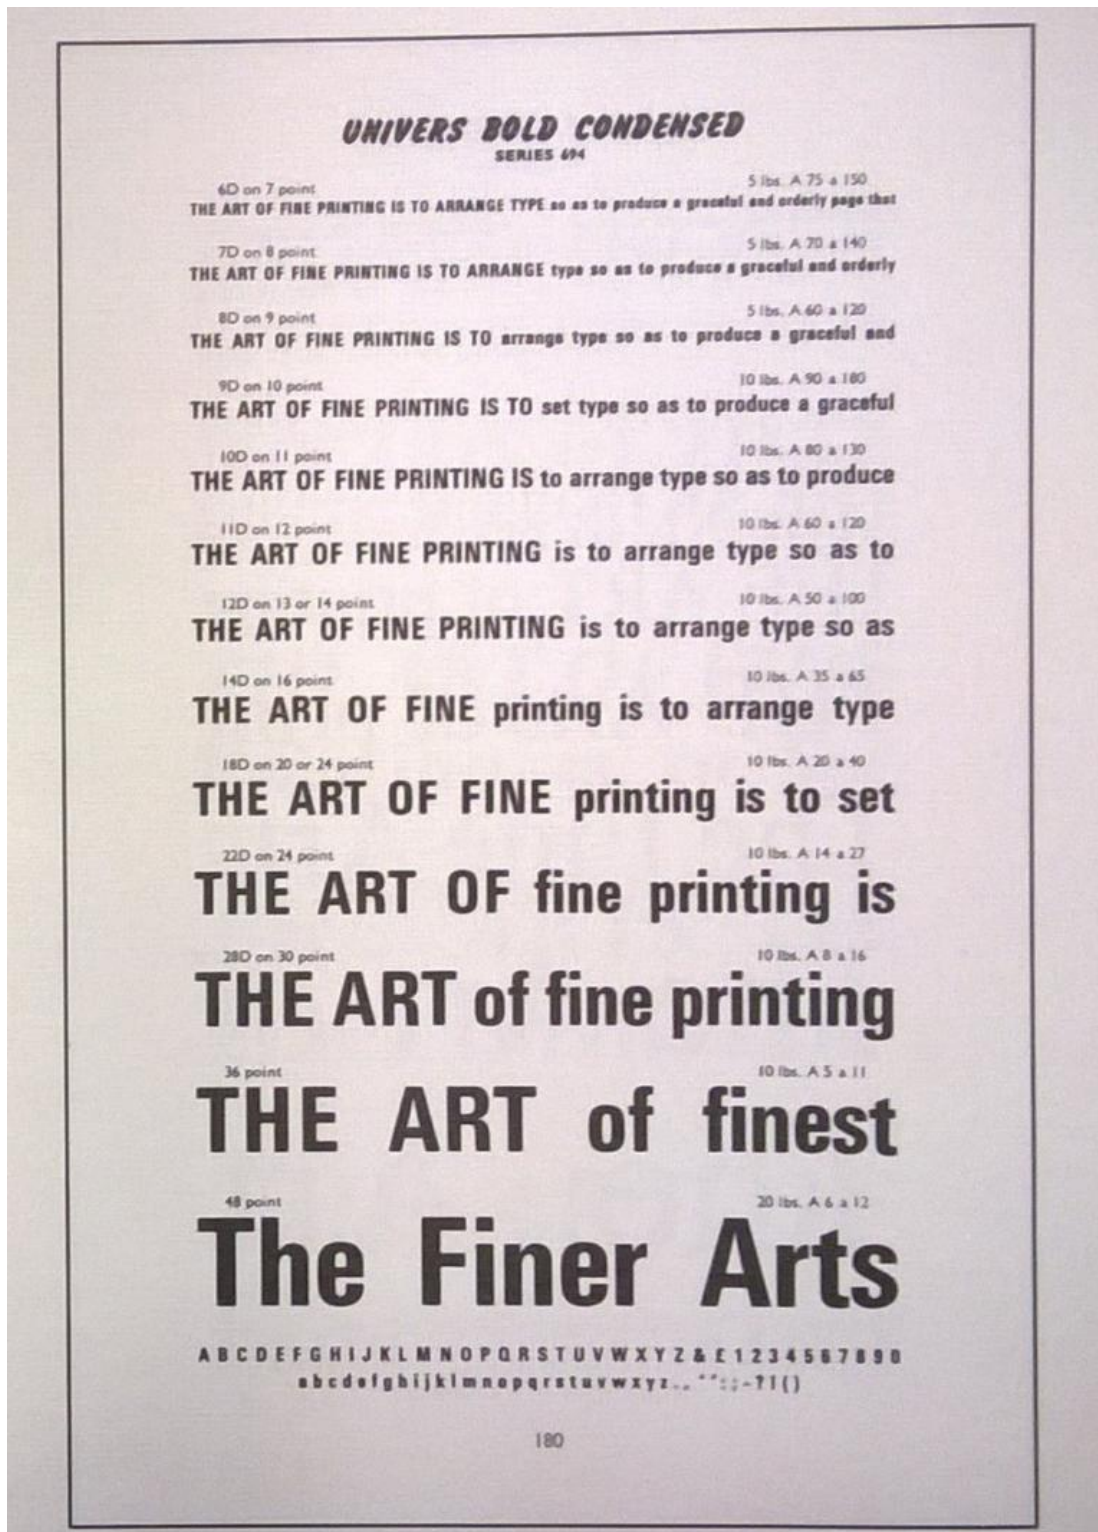 UNIVERS BOLD CONDENSED
SERIES 694
6D on 7 point 5 lbs. A 75 a 150
THE ART OF FINE PRINTING IS TO ARRANGE TYPE so as to produce a graceful and orderly page that
7D on 8 point 5 lbs. A 70 a 140
THE ART OF FINE PRINTING IS TO ARRANGE type so as to produce a graceful and orderly
8D on 9 point 5 lbs. A 60 a 120
THE ART OF FINE PRINTING IS TO arrange type so as to produce a graceful and
9D on 10 point 10 lbs. A 90 a 180
THE ART OF FINE PRINTING IS TO set type so as to produce a graceful
10D on 11 point 10 lbs. A 80 a 130
THE ART OF FINE PRINTING IS to arrange type so as to produce
11D on 12 point 10 lbs. A 60 a 120
THE ART OF FINE PRINTING is to arrange type so as to
12D on 13 or 14 point 10 lbs. A 50 a 100
THE ART OF FINE PRINTING is to arrange type so as
14D on 16 point 10 lbs. A 35 a 65
THE ART OF FINE printing is to arrange type
18D on 20 or 24 point 10 lbs. A 20 a 40
THE ART OF FINE printing is to set
22D on 24 point 10 lbs. A 14 a 27
THE ART OF fine printing is
28D on 30 point 10 lbs. A 8 a 16
THE ART of fine printing
36 point 10 lbs. A 5 a 11
THE ART of finest
48 point 20 lbs. A 6 a 12
The Finer Arts
A B C D E F G H I J K L M N O P Q R S T U V W X Y Z & £ 1 2 3 4 5 6 7 8 9 0
a b c d e f g h i j k l m n o p q r s t u v w x y z . , ‘ ’ : ; - ? ! ( )
180